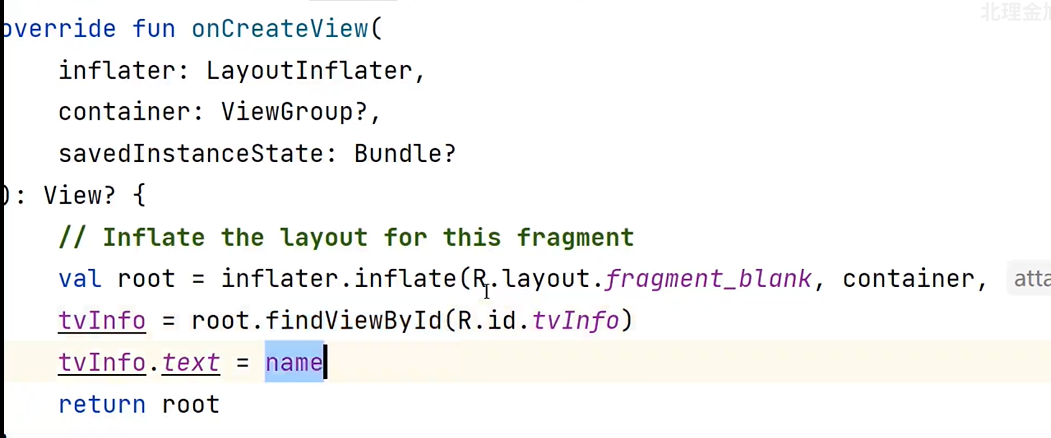 北理金旭
override fun onCreateView(
inflater: LayoutInflater,
container: ViewGroup?,
savedInstanceState: Bundle?
): View? {
// Inflate the layout for this fragment
val root = inflater.inflate(R.layout.fragment_blank, container, atta
tvInfo = root.findViewById(R.id.tvInfo)
tvInfo.text = name
return root